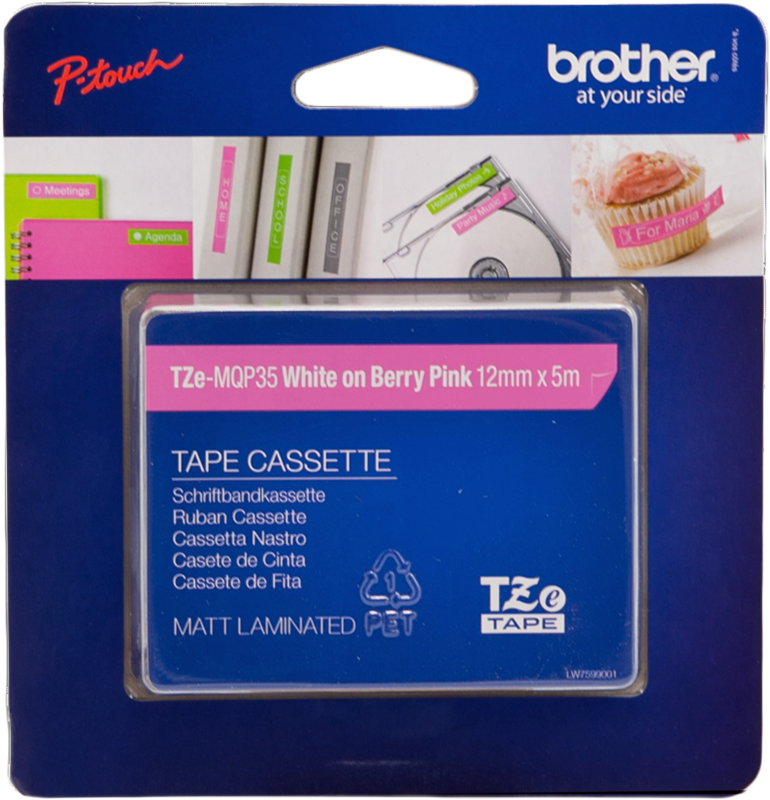 P-touch
brother
at your side
Meetings
Agenda
HOME
SCHOOL
OFFICE
Holiday Photos
Party Music 2
For Maria
TZe-MQP35 White on Berry Pink 12mm x 5m
TAPE CASSETTE
Schriftbandkassette
Ruban Cassette
Cassetta Nastro
Casete de Cinta
Cassete de Fita
1
MATT LAMINATED
PET
TZe
TAPE
LW7599001